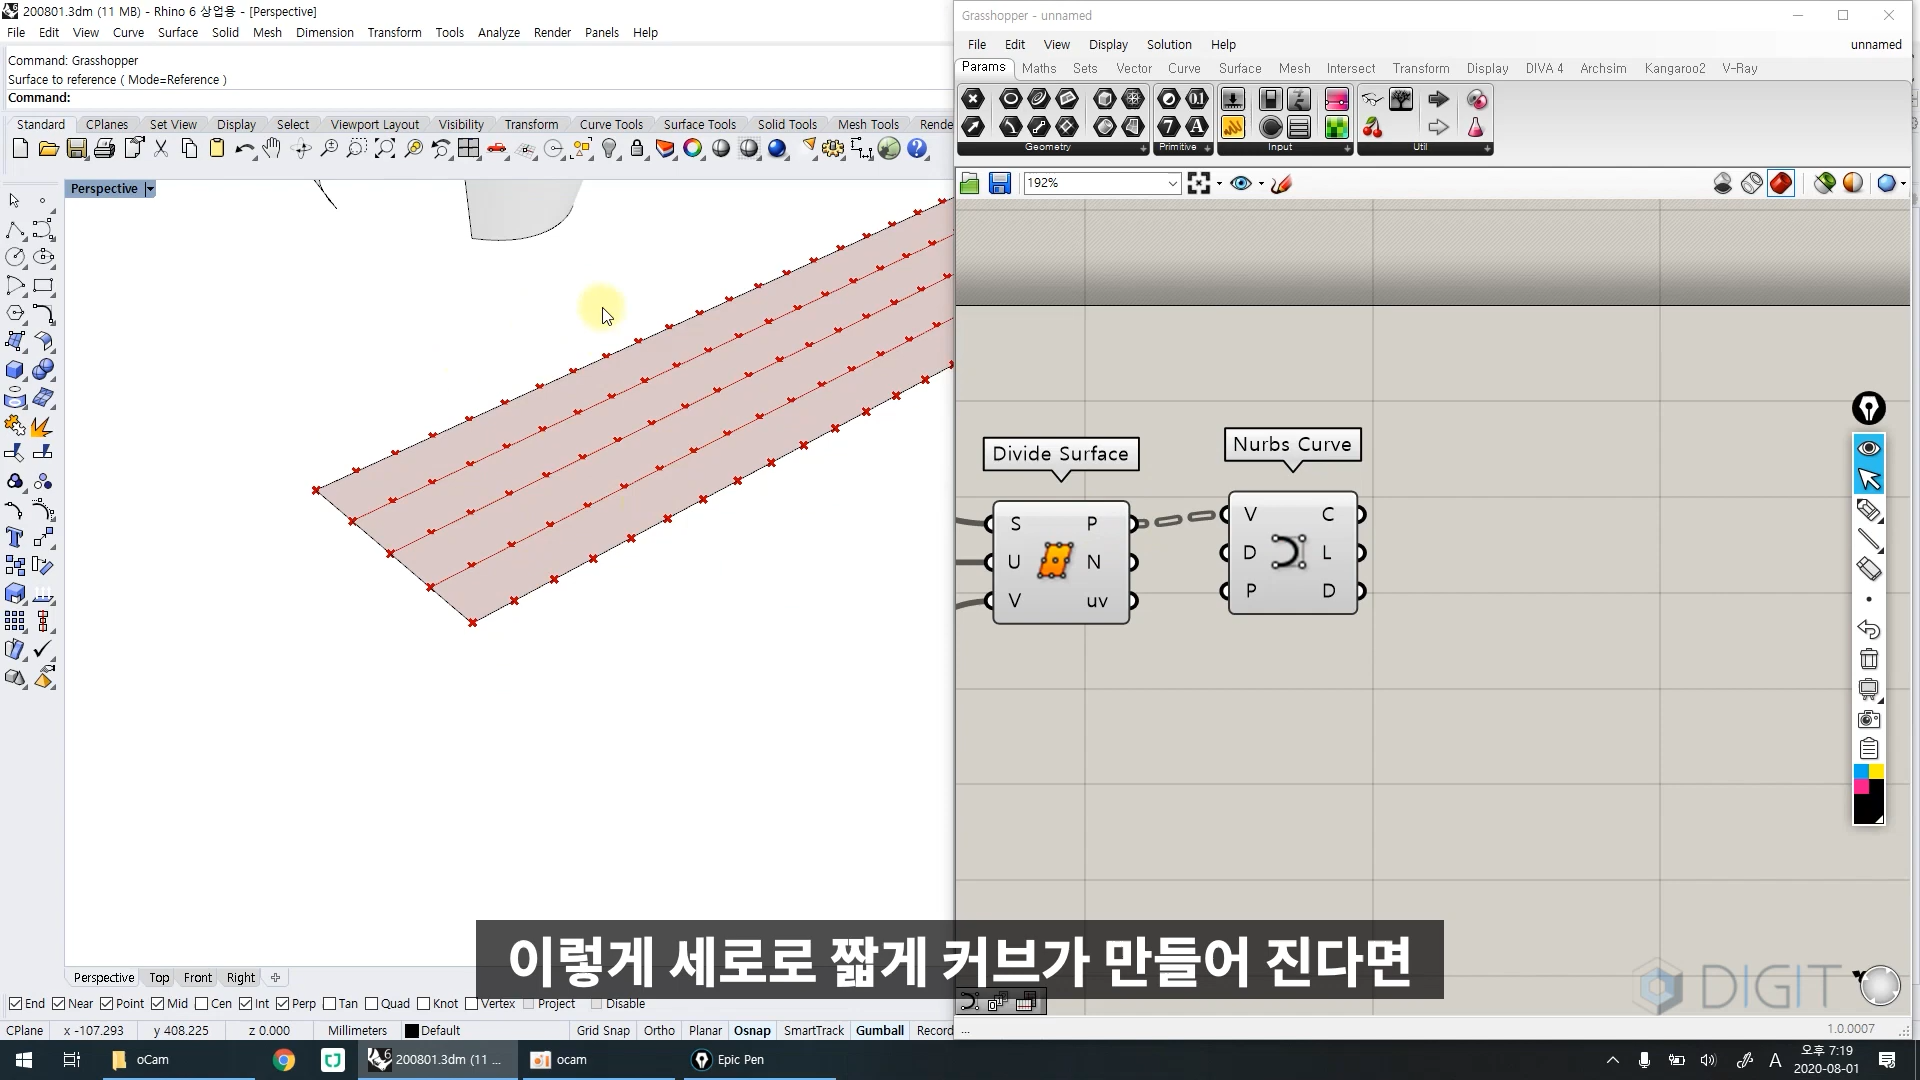 200801.3dm (11 MB) - Rhino 6 상업용 - [Perspective]
File Edit View Curve Surface Solid Mesh Dimension Transform Tools Analyze Render Panels Help
Command: Grasshopper
Surface to reference ( Mode=Reference )
Command:
Standard CPlanes Set View Display Select Viewport Layout Visibility Transform Curve Tools Surface Tools Solid Tools Mesh Tools Rende
Perspective
Grasshopper - unnamed
File Edit View Display Solution Help unnamed
Params Maths Sets Vector Curve Surface Mesh Intersect Transform Display DIVA 4 Archsim Kangaroo2 V-Ray
Geometry Primitive Input Util
192%
Divide Surface
S P
U N
V uv
Nurbs Curve
V C
D L
P D
이렇게 세로로 짧게 커브가 만들어 진다면
DIGIT
Perspective Top Front Right
End Near Point Mid Cen Int Perp Tan Quad Knot Vertex Project Disable
CPlane x -107.293 y 408.225 z 0.000 Millimeters Default Grid Snap Ortho Planar Osnap SmartTrack Gumball Record
... 1.0.0007
oCam 200801.3dm (11 ... ocam Epic Pen
A 오후 7:19
2020-08-01